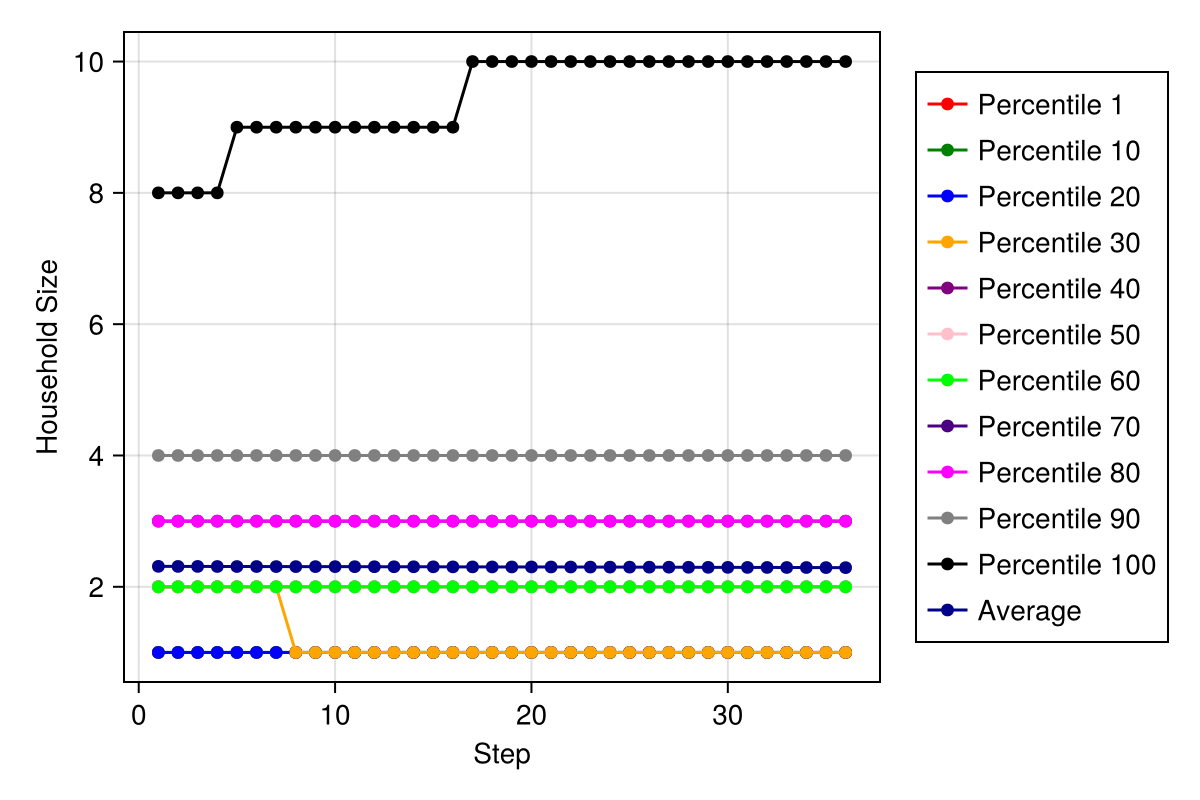 10
8
6
4
2
Household Size
0
10
20
30
Step
Percentile 1
Percentile 10
Percentile 20
Percentile 30
Percentile 40
Percentile 50
Percentile 60
Percentile 70
Percentile 80
Percentile 90
Percentile 100
Average